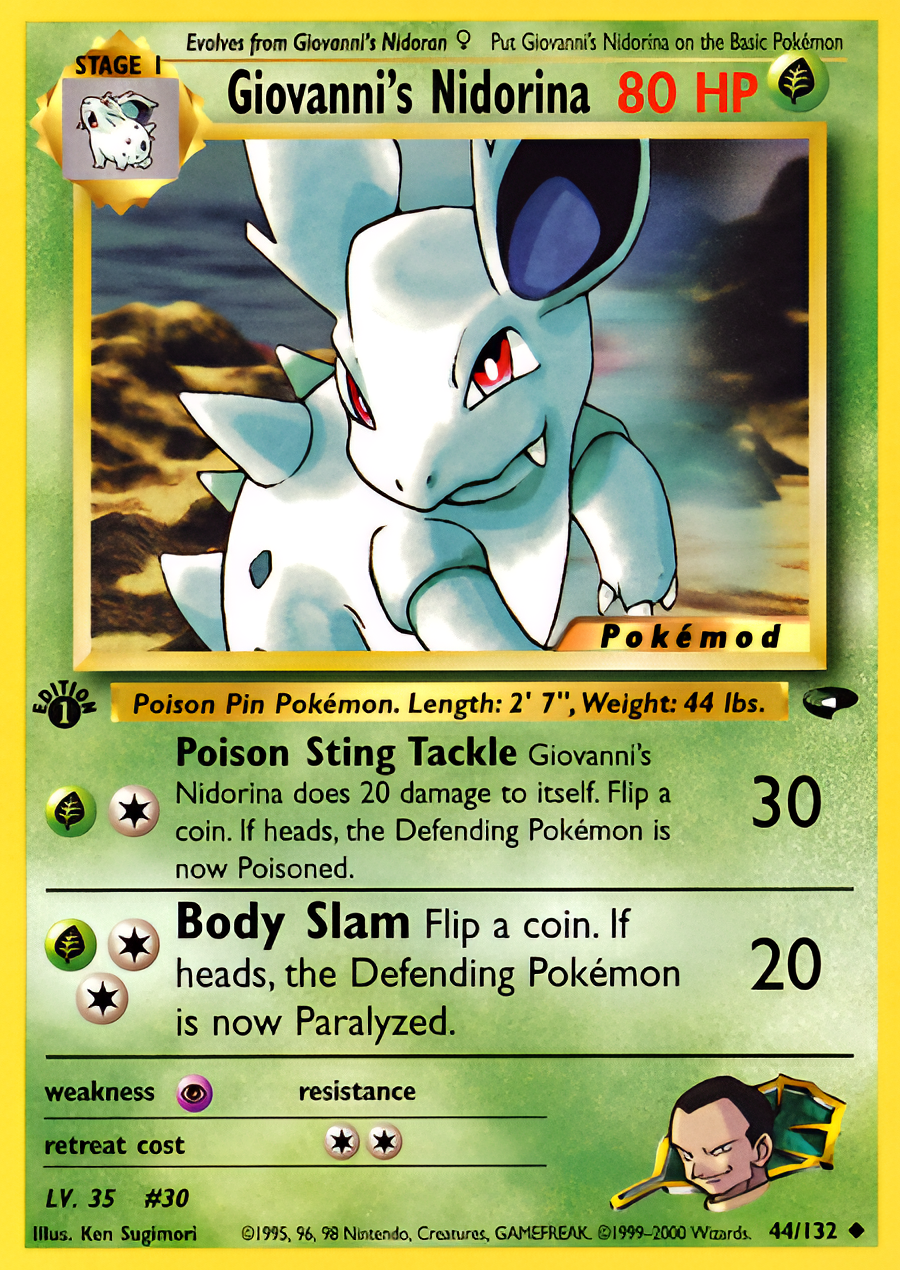 Evolves from Giovanni's Nidoran ♀ Put Giovanni's Nidorina on the Basic Pokémon
STAGE 1
Giovanni's Nidorina 80 HP
Pokémod
EDITION
1
Poison Pin Pokémon. Length: 2' 7", Weight: 44 lbs.
Poison Sting Tackle Giovanni's
Nidorina does 20 damage to itself. Flip a
coin. If heads, the Defending Pokémon is
now Poisoned.
30
Body Slam Flip a coin. If
heads, the Defending Pokémon
is now Paralyzed.
20
weakness resistance
retreat cost
LV. 35 #30
Illus. Ken Sugimori ©1995, 96, 98 Nintendo, Creatures, GAMEFREAK. ©1999–2000 Wizards. 44/132